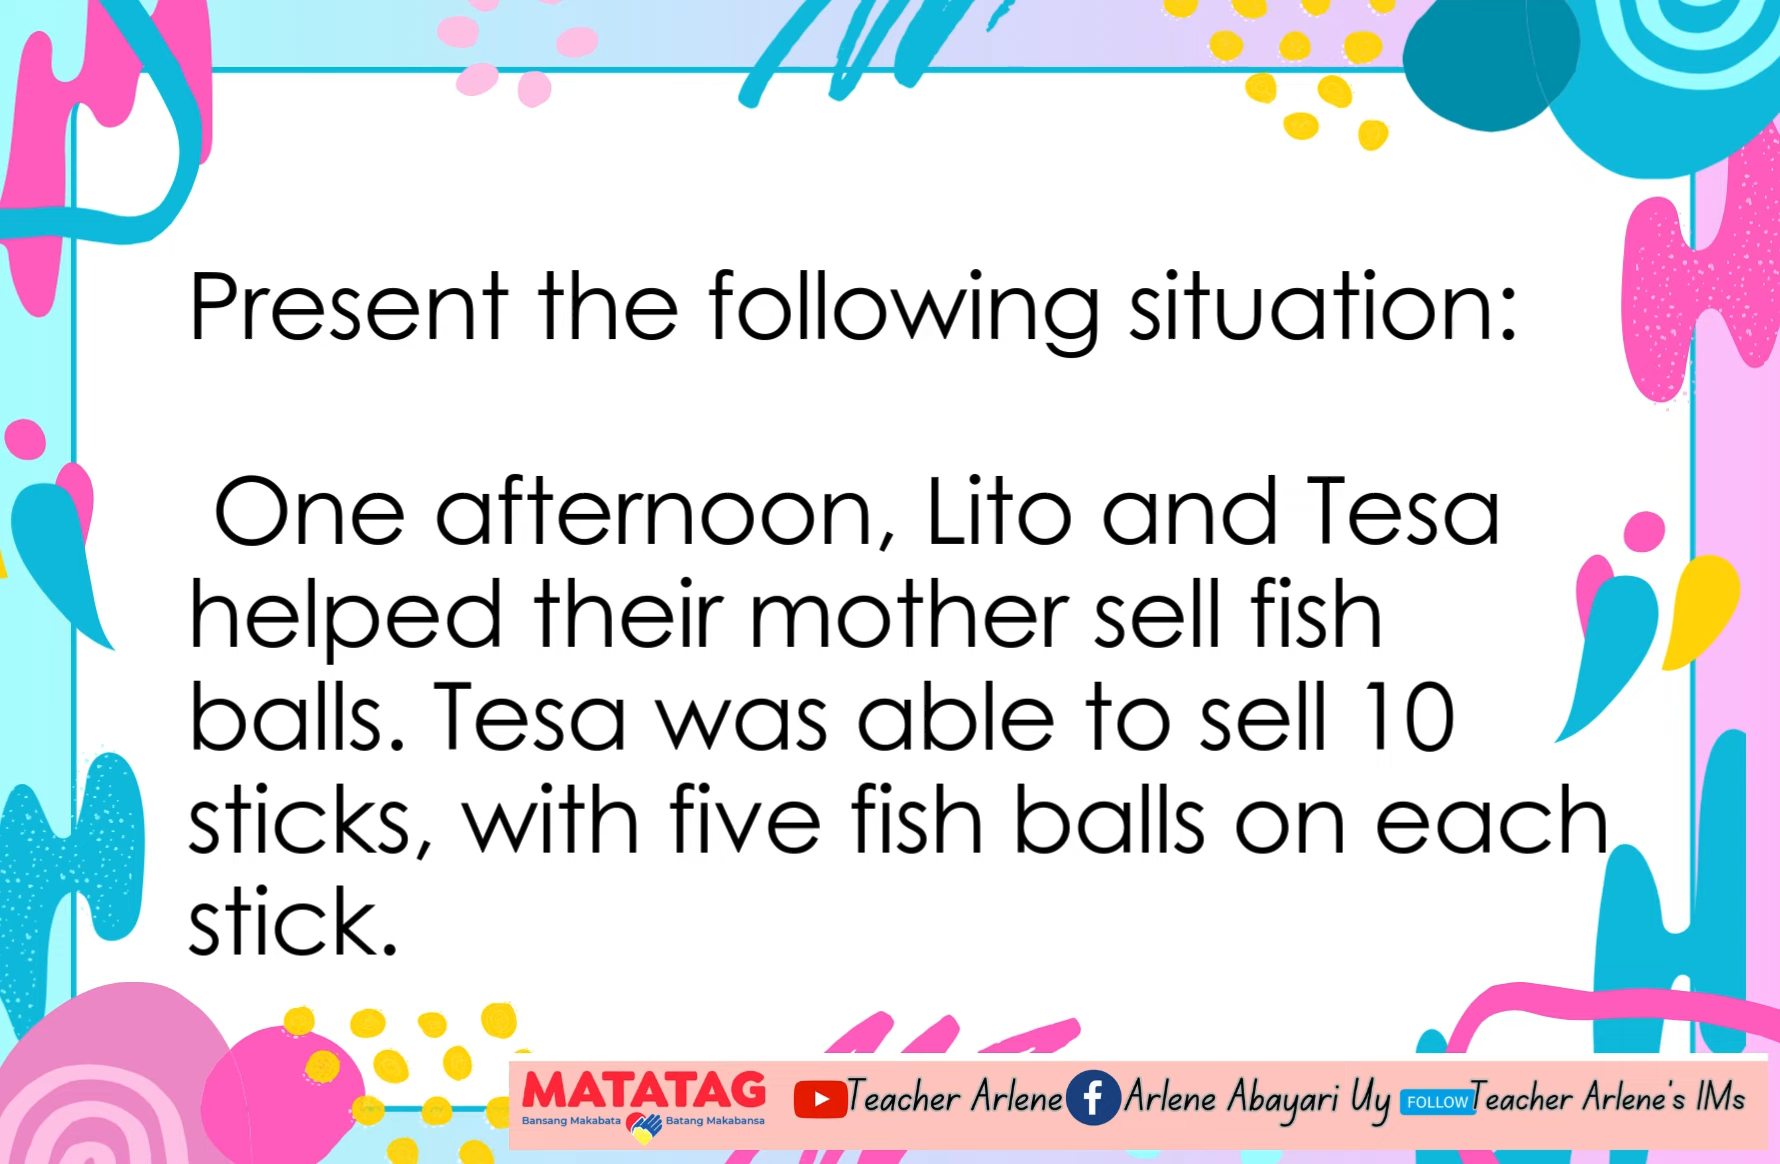 Present the following situation:
One afternoon, Lito and Tesa
helped their mother sell fish
balls. Tesa was able to sell 10
sticks, with five fish balls on each
stick.
MATATAG
Bansang Makabata Batang Makabansa
Teacher Arlene
Arlene Abayari Uy
FOLLOW
Teacher Arlene's IMs